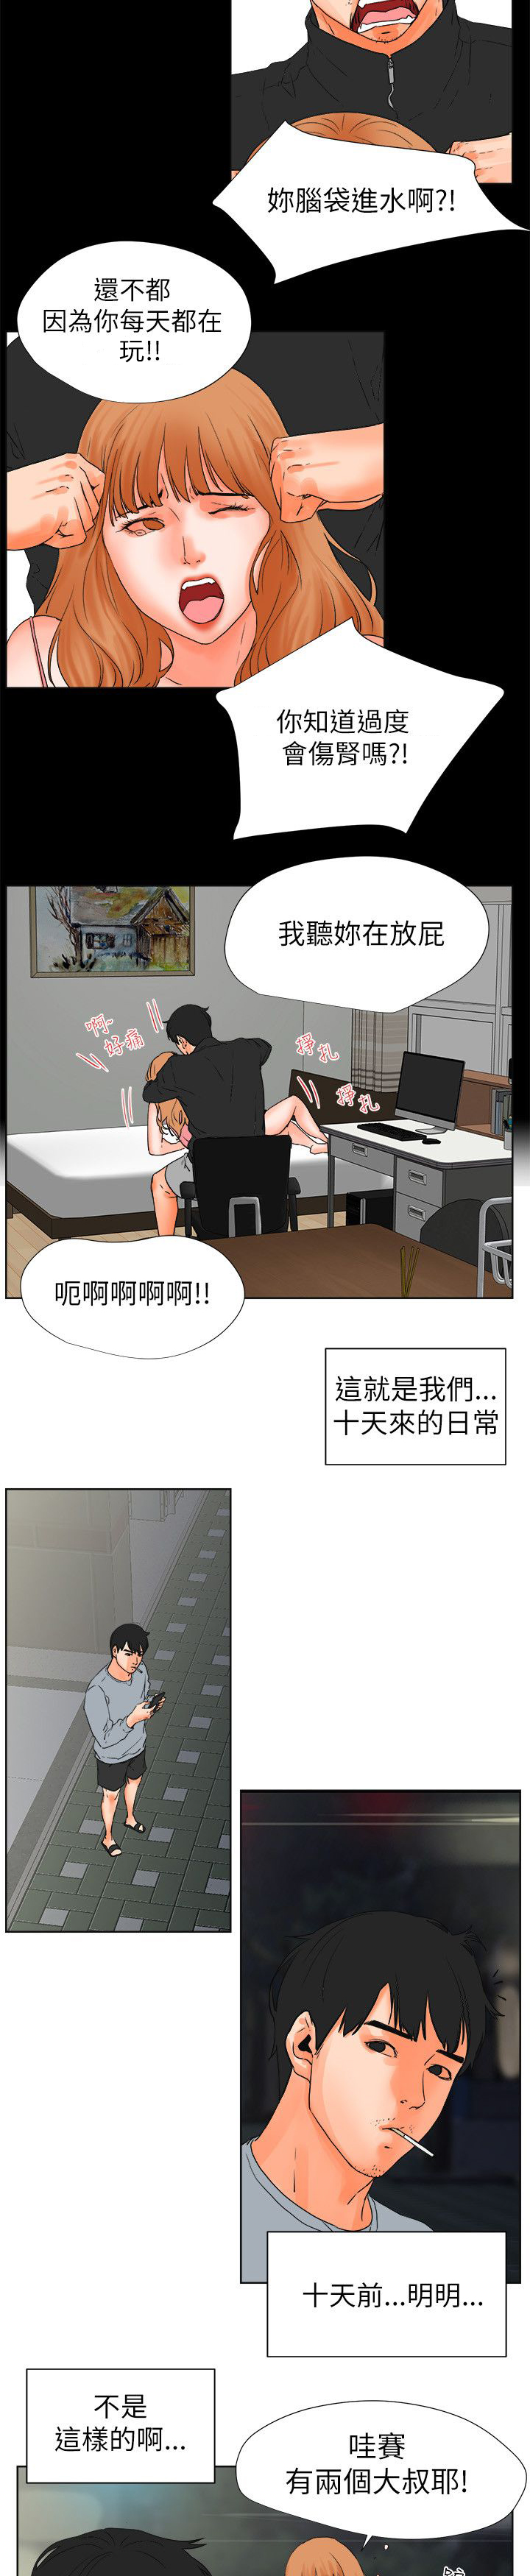 妳腦袋進水啊?!
還不都
因為你每天都在
玩!!
你知道過度
會傷腎嗎?!
我聽妳在放屁
啊~
好痛
掙扎
掙扎
呃啊啊啊啊!!
這就是我們...
十天來的日常
十天前...明明...
不是
這樣的啊...
哇賽
有兩個大叔耶!